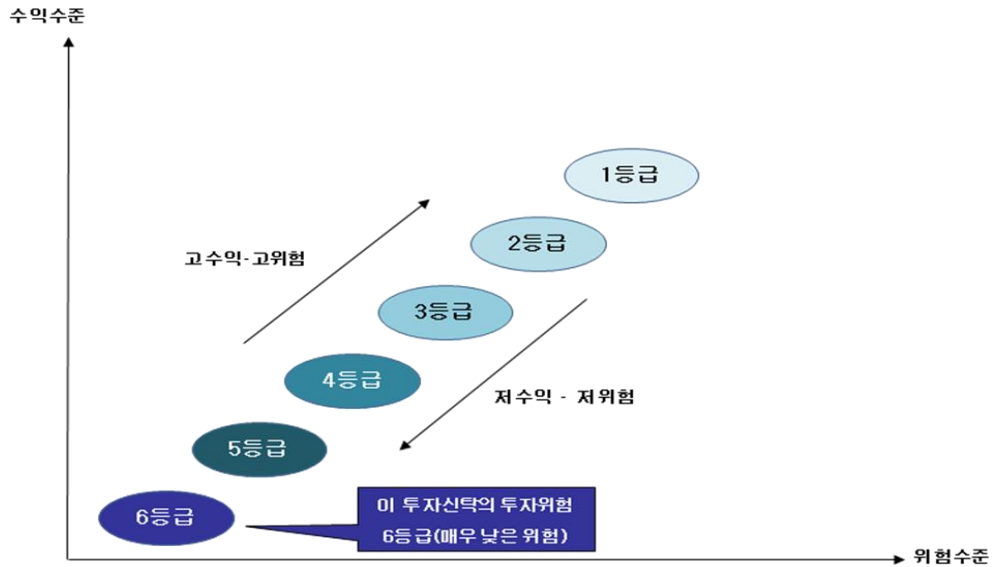 수익수준
1등급
2등급
고수익-고위험
3등급
4등급
저수익 - 저위험
5등급
이 투자신탁의 투자위험
6등급(매우 낮은 위험)
6등급
위험수준